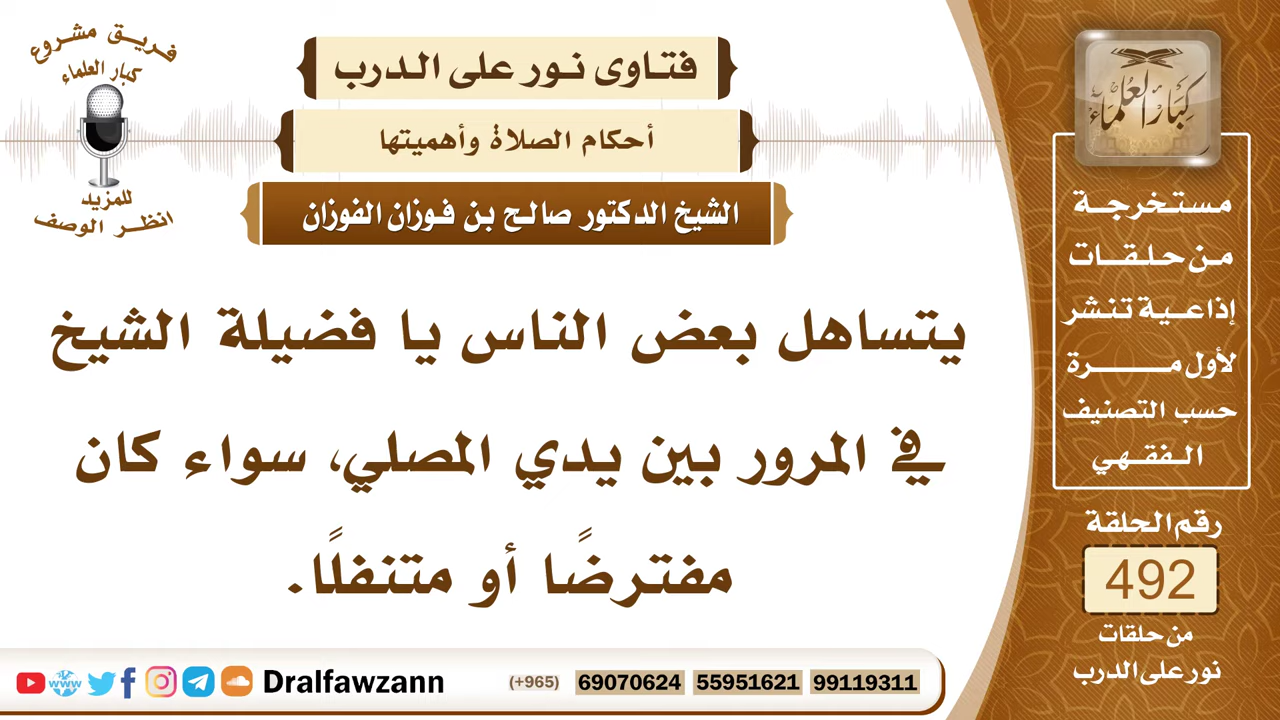 فريق مشروع
كبار العلماء
للمزيد
انظر الوصف
فتاوى نور على الدرب
أحكام الصلاة وأهميتها
الشيخ الدكتور صالح بن فوزان الفوزان
يتساهل بعض الناس يا فضيلة الشيخ
في المرور بين يدي المصلي، سواء كان
مفترضًا أو متنفلًا.
كبار العلماء
مستخرجة
من حلقات
إذاعية تنشر
لأول مرة
حسب التصنيف
الفقهي
رقم الحلقة
492
من حلقات
نور على الدرب
www Dralfawzann (+965) 69070624 55951621 99119311